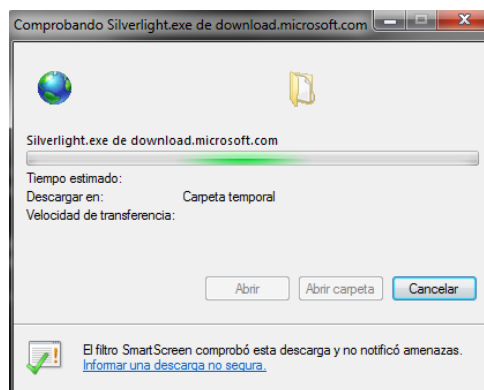 Comprobando Silverlight.exe de download.microsoft.com
Silverlight.exe de download.microsoft.com
Tiempo estimado:
Descargar en: Carpeta temporal
Velocidad de transferencia:
Abrir Abrir carpeta Cancelar
El filtro SmartScreen comprobó esta descarga y no notificó amenazas.
Informar una descarga no segura.